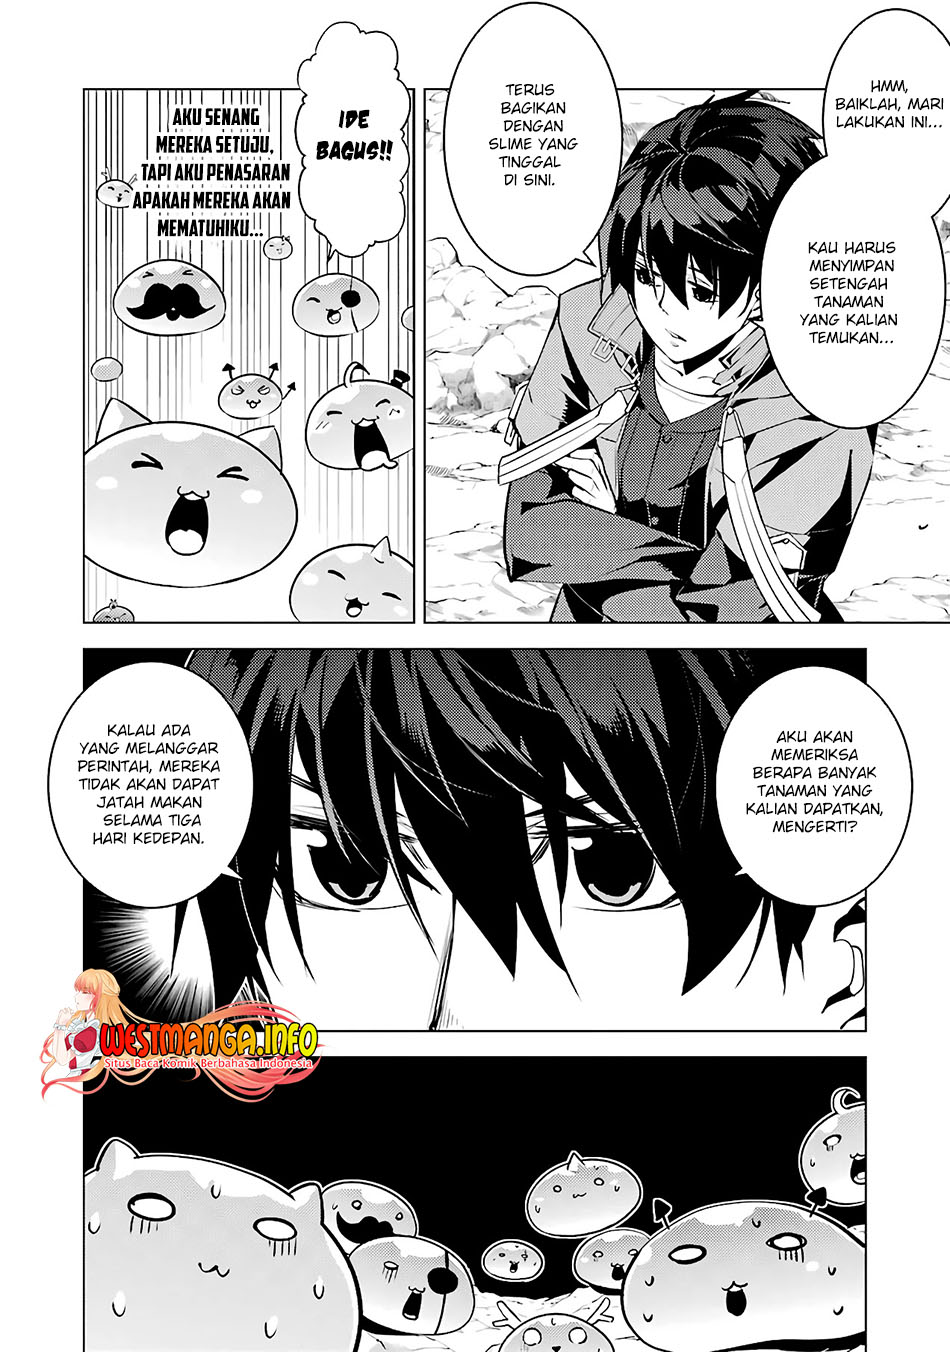 HMM,
BAIKLAH, MARI
LAKUKAN INI...
KAU HARUS
MENYIMPAN
SETENGAH
TANAMAN
YANG KALIAN
TEMUKAN...
TERUS
BAGIKAN
DENGAN
SLIME YANG
TINGGAL
DI SINI.
IDE
BAGUS!!
AKU SENANG
MEREKA SETUJU,
TAPI AKU PENASARAN
APAKAH MEREKA AKAN
MEMATUHIKU...
AKU AKAN
MEMERIKSA
BERAPA BANYAK
TANAMAN YANG
KALIAN DAPATKAN,
MENGERTI?
KALAU ADA
YANG MELANGGAR
PERINTAH, MEREKA
TIDAK AKAN DAPAT
JATAH MAKAN
SELAMA TIGA
HARI KEDEPAN.
WESTMANGA.INFO
Situs Baca Komik Berbahasa Indonesia